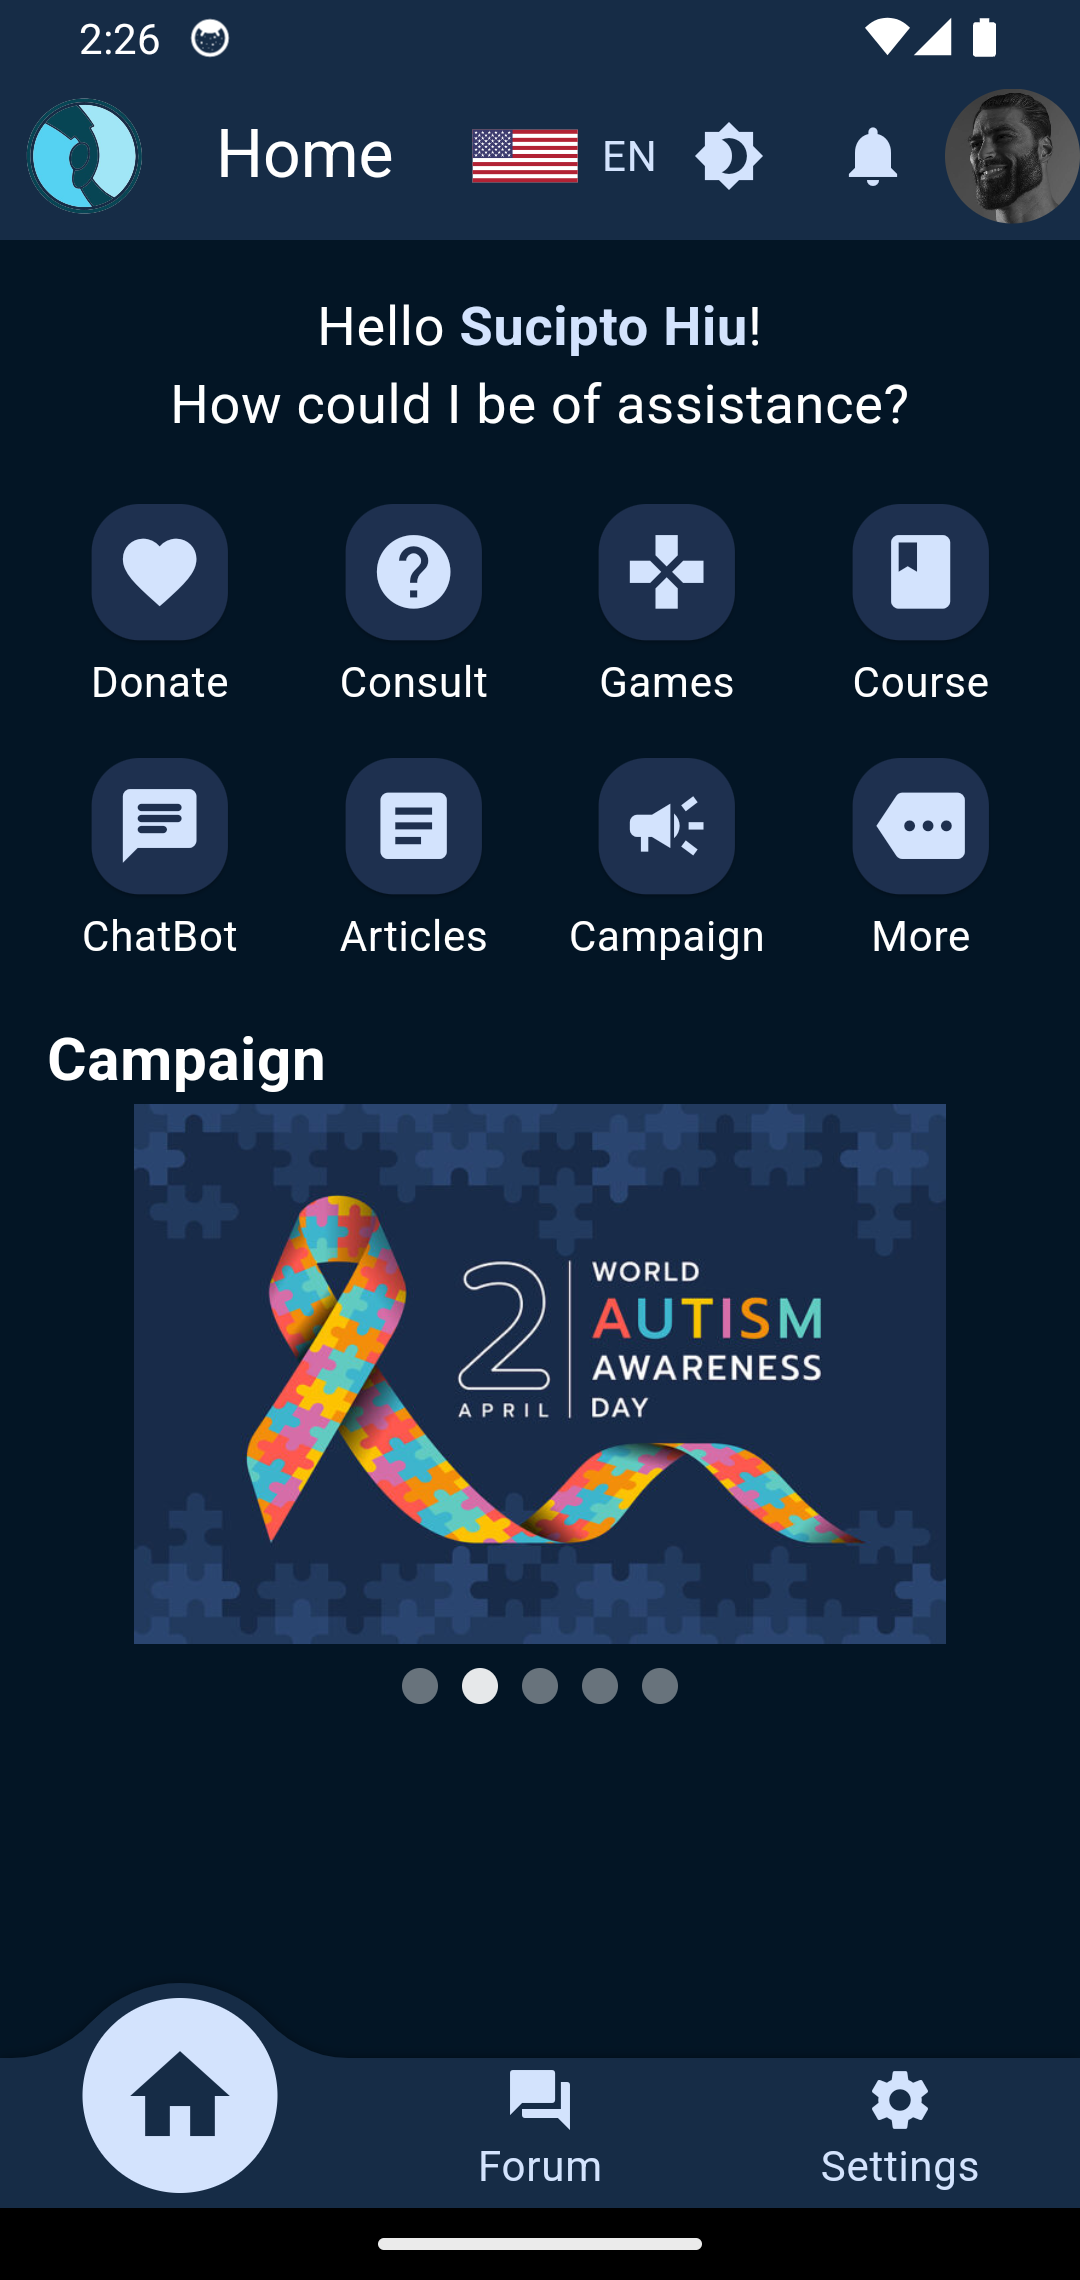 2:26
Home EN
Hello Sucipto Hiu!
How could I be of assistance?
Donate Consult Games Course
ChatBot Articles Campaign More
Campaign
2
APRIL
WORLD
AUTISM
AWARENESS
DAY
Forum Settings